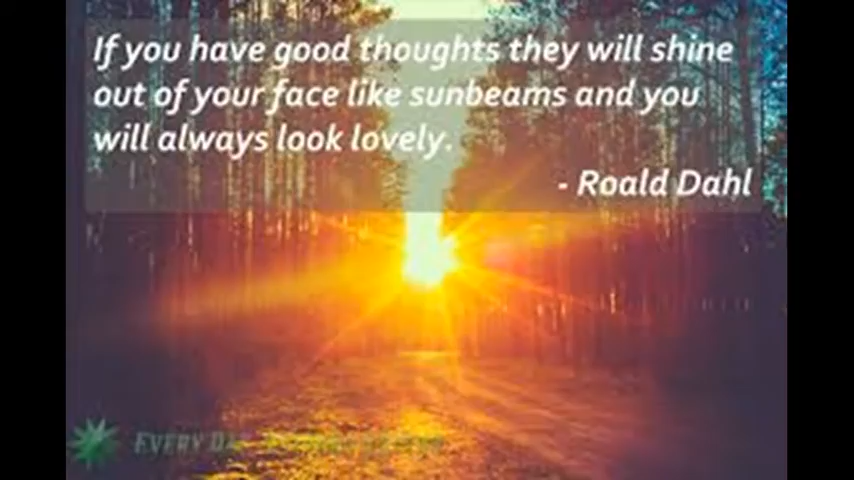 If you have good thoughts they will shine
out of your face like sunbeams and you
will always look lovely.
- Roald Dahl
EVERY